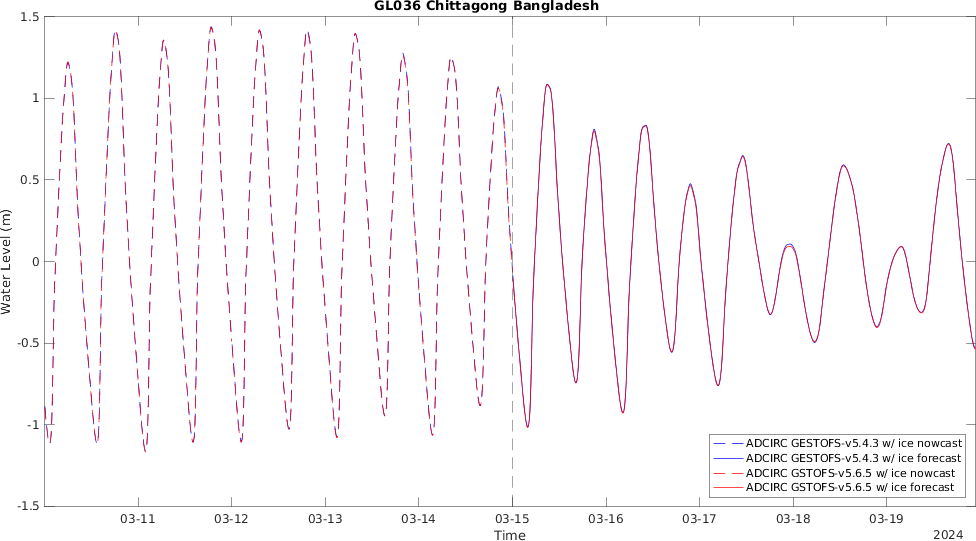 GL036 Chittagong Bangladesh
1.5
1
0.5
0
-0.5
-1
-1.5
Water Level (m)
ADCIRC GESTOFS-v5.4.3 w/ ice nowcast
ADCIRC GESTOFS-v5.4.3 w/ ice forecast
ADCIRC GSTOFS-v5.6.5 w/ ice nowcast
ADCIRC GSTOFS-v5.6.5 w/ ice forecast
03-11 03-12 03-13 03-14 03-15 03-16 03-17 03-18 03-19
Time
2024